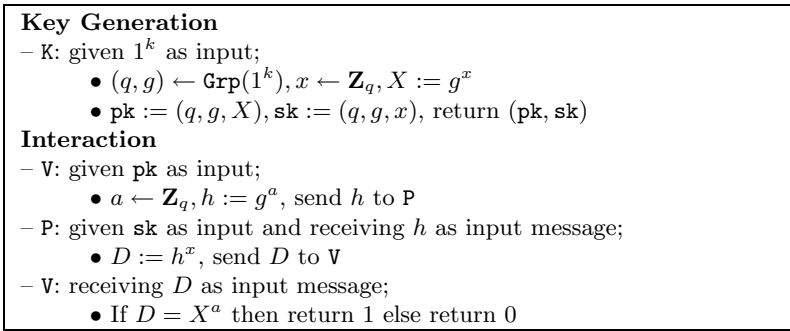 Key Generation
– K: given 1^k as input;
• (q, g) ← Grp(1^k), x ← Z_q, X := g^x
• pk := (q, g, X), sk := (q, g, x), return (pk, sk)
Interaction
– V: given pk as input;
• a ← Z_q, h := g^a, send h to P
– P: given sk as input and receiving h as input message;
• D := h^x, send D to V
– V: receiving D as input message;
• If D = X^a then return 1 else return 0